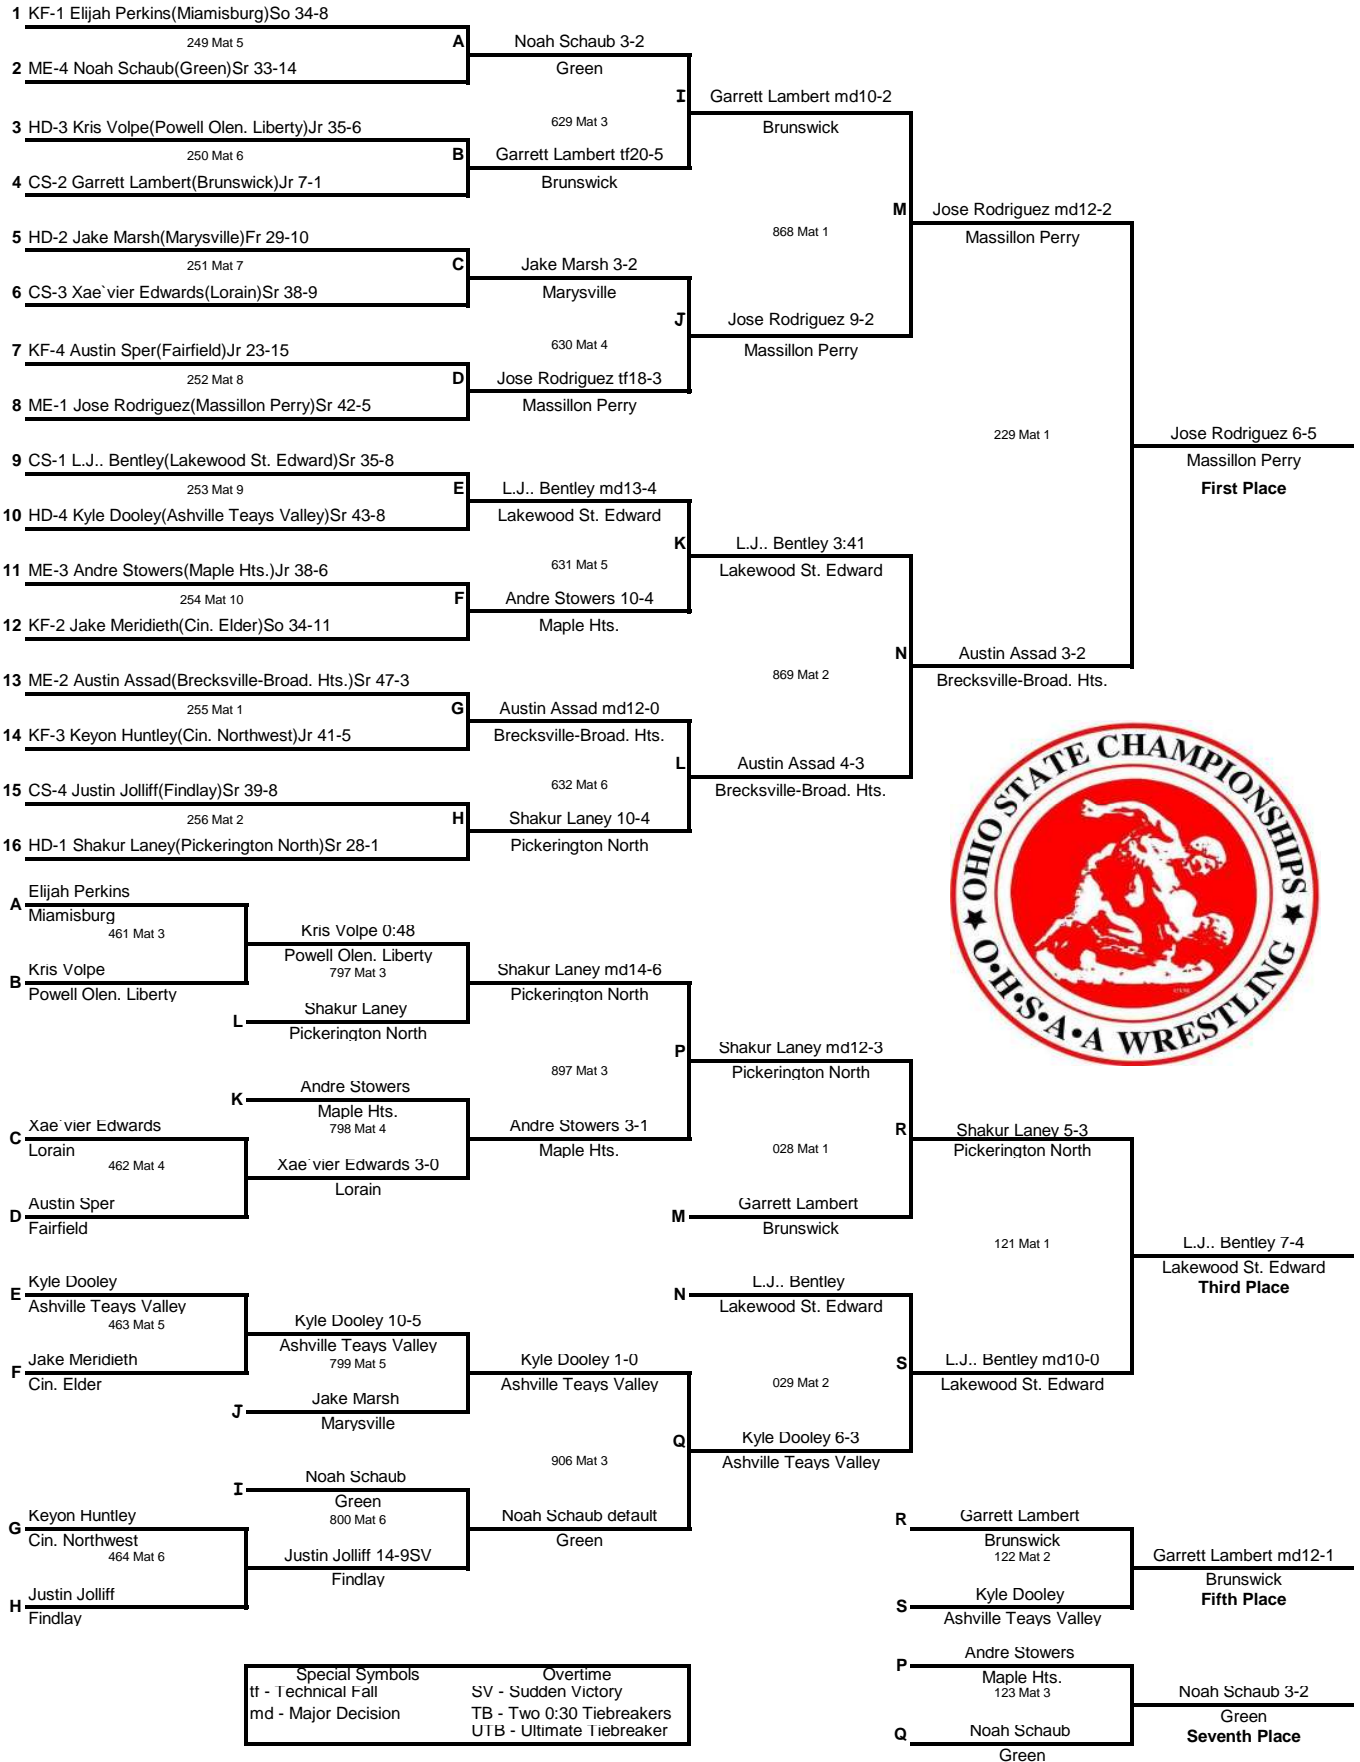 1 KF-1 Elijah Perkins(Miamisburg)So 34-8
249 Mat 5
A
2 ME-4 Noah Schaub(Green)Sr 33-14
Noah Schaub 3-2
Green
I
629 Mat 3
3 HD-3 Kris Volpe(Powell Olen. Liberty)Jr 35-6
250 Mat 6
B
4 CS-2 Garrett Lambert(Brunswick)Jr 7-1
Garrett Lambert tf20-5
Brunswick
Garrett Lambert md10-2
Brunswick
M
868 Mat 1
5 HD-2 Jake Marsh(Marysville)Fr 29-10
251 Mat 7
C
6 CS-3 Xae`vier Edwards(Lorain)Sr 38-9
Jake Marsh 3-2
Marysville
J
630 Mat 4
7 KF-4 Austin Sper(Fairfield)Jr 23-15
252 Mat 8
D
8 ME-1 Jose Rodriguez(Massillon Perry)Sr 42-5
Jose Rodriguez tf18-3
Massillon Perry
Jose Rodriguez 9-2
Massillon Perry
Jose Rodriguez md12-2
Massillon Perry
229 Mat 1
Jose Rodriguez 6-5
Massillon Perry
First Place
9 CS-1 L.J.. Bentley(Lakewood St. Edward)Sr 35-8
253 Mat 9
E
10 HD-4 Kyle Dooley(Ashville Teays Valley)Sr 43-8
L.J.. Bentley md13-4
Lakewood St. Edward
K
631 Mat 5
11 ME-3 Andre Stowers(Maple Hts.)Jr 38-6
254 Mat 10
F
12 KF-2 Jake Meridieth(Cin. Elder)So 34-11
Andre Stowers 10-4
Maple Hts.
L.J.. Bentley 3:41
Lakewood St. Edward
N
869 Mat 2
Austin Assad 3-2
Brecksville-Broad. Hts.
13 ME-2 Austin Assad(Brecksville-Broad. Hts.)Sr 47-3
255 Mat 1
G
14 KF-3 Keyon Huntley(Cin. Northwest)Jr 41-5
Austin Assad md12-0
Brecksville-Broad. Hts.
L
632 Mat 6
15 CS-4 Justin Jolliff(Findlay)Sr 39-8
256 Mat 2
H
16 HD-1 Shakur Laney(Pickerington North)Sr 28-1
Shakur Laney 10-4
Pickerington North
Austin Assad 4-3
Brecksville-Broad. Hts.
OHIO STATE CHAMPIONSHIPS
★ O•H•S•A•A WRESTLING ★
A Elijah Perkins
Miamisburg
461 Mat 3
B Kris Volpe
Powell Olen. Liberty
Kris Volpe 0:48
Powell Olen. Liberty
797 Mat 3
L Shakur Laney
Pickerington North
Shakur Laney md14-6
Pickerington North
P
897 Mat 3
K Andre Stowers
Maple Hts.
798 Mat 4
C Xae`vier Edwards
Lorain
462 Mat 4
D Austin Sper
Fairfield
Xae`vier Edwards 3-0
Lorain
Andre Stowers 3-1
Maple Hts.
Shakur Laney md12-3
Pickerington North
R
028 Mat 1
M Garrett Lambert
Brunswick
Shakur Laney 5-3
Pickerington North
121 Mat 1
L.J.. Bentley 7-4
Lakewood St. Edward
Third Place
E Kyle Dooley
Ashville Teays Valley
463 Mat 5
F Jake Meridieth
Cin. Elder
Kyle Dooley 10-5
Ashville Teays Valley
799 Mat 5
J Jake Marsh
Marysville
Kyle Dooley 1-0
Ashville Teays Valley
Q
906 Mat 3
I Noah Schaub
Green
800 Mat 6
G Keyon Huntley
Cin. Northwest
464 Mat 6
H Justin Jolliff
Findlay
Justin Jolliff 14-9SV
Findlay
Noah Schaub default
Green
N L.J.. Bentley
Lakewood St. Edward
S
029 Mat 2
Kyle Dooley 6-3
Ashville Teays Valley
L.J.. Bentley md10-0
Lakewood St. Edward
R Garrett Lambert
Brunswick
122 Mat 2
S Kyle Dooley
Ashville Teays Valley
Garrett Lambert md12-1
Brunswick
Fifth Place
P Andre Stowers
Maple Hts.
123 Mat 3
Q Noah Schaub
Green
Noah Schaub 3-2
Green
Seventh Place
Special Symbols Overtime
tf - Technical Fall SV - Sudden Victory
md - Major Decision TB - Two 0:30 Tiebreakers
UTB - Ultimate Tiebreaker